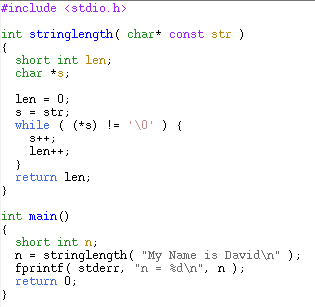 #include <stdio.h>

int stringlength( char* const str )
{
  short int len;
  char *s;

  len = 0;
  s = str;
  while ( (*s) != '\0' ) {
    s++;
    len++;
  }
  return len;
}

int main()
{
  short int n;
  n = stringlength( "My Name is David\n" );
  fprintf( stderr, "n = %d\n", n );
  return 0;
}